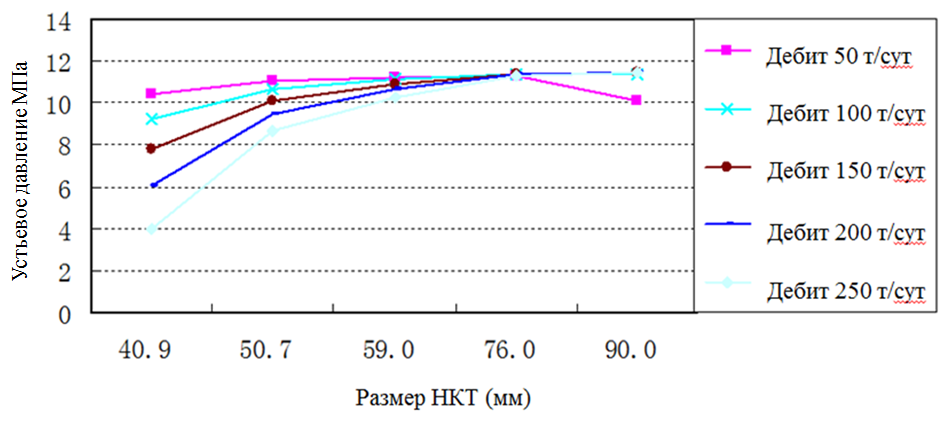 Устьевое давление МПа
14
12
10
8
6
4
2
0
40.9 50.7 59.0 76.0 90.0
Размер НКТ (мм)
Дебит 50 т/сут
Дебит 100 т/сут
Дебит 150 т/сут
Дебит 200 т/сут
Дебит 250 т/сут